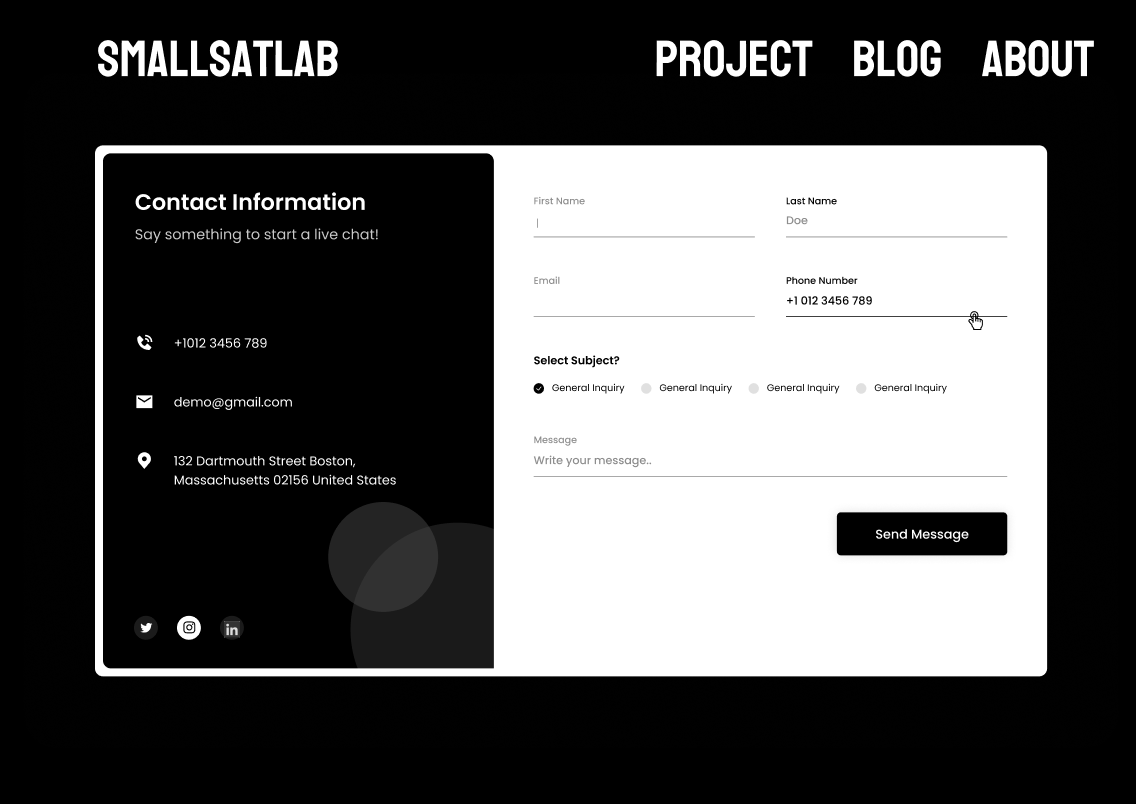 SMALLSATLAB PROJECT BLOG ABOUT
Contact Information
Say something to start a live chat!
+1012 3456 789
demo@gmail.com
132 Dartmouth Street Boston,
Massachusetts 02156 United States
in
First Name Last Name
Doe
Email Phone Number
+1 012 3456 789
Select Subject?
General Inquiry General Inquiry General Inquiry General Inquiry
Message
Write your message..
Send Message